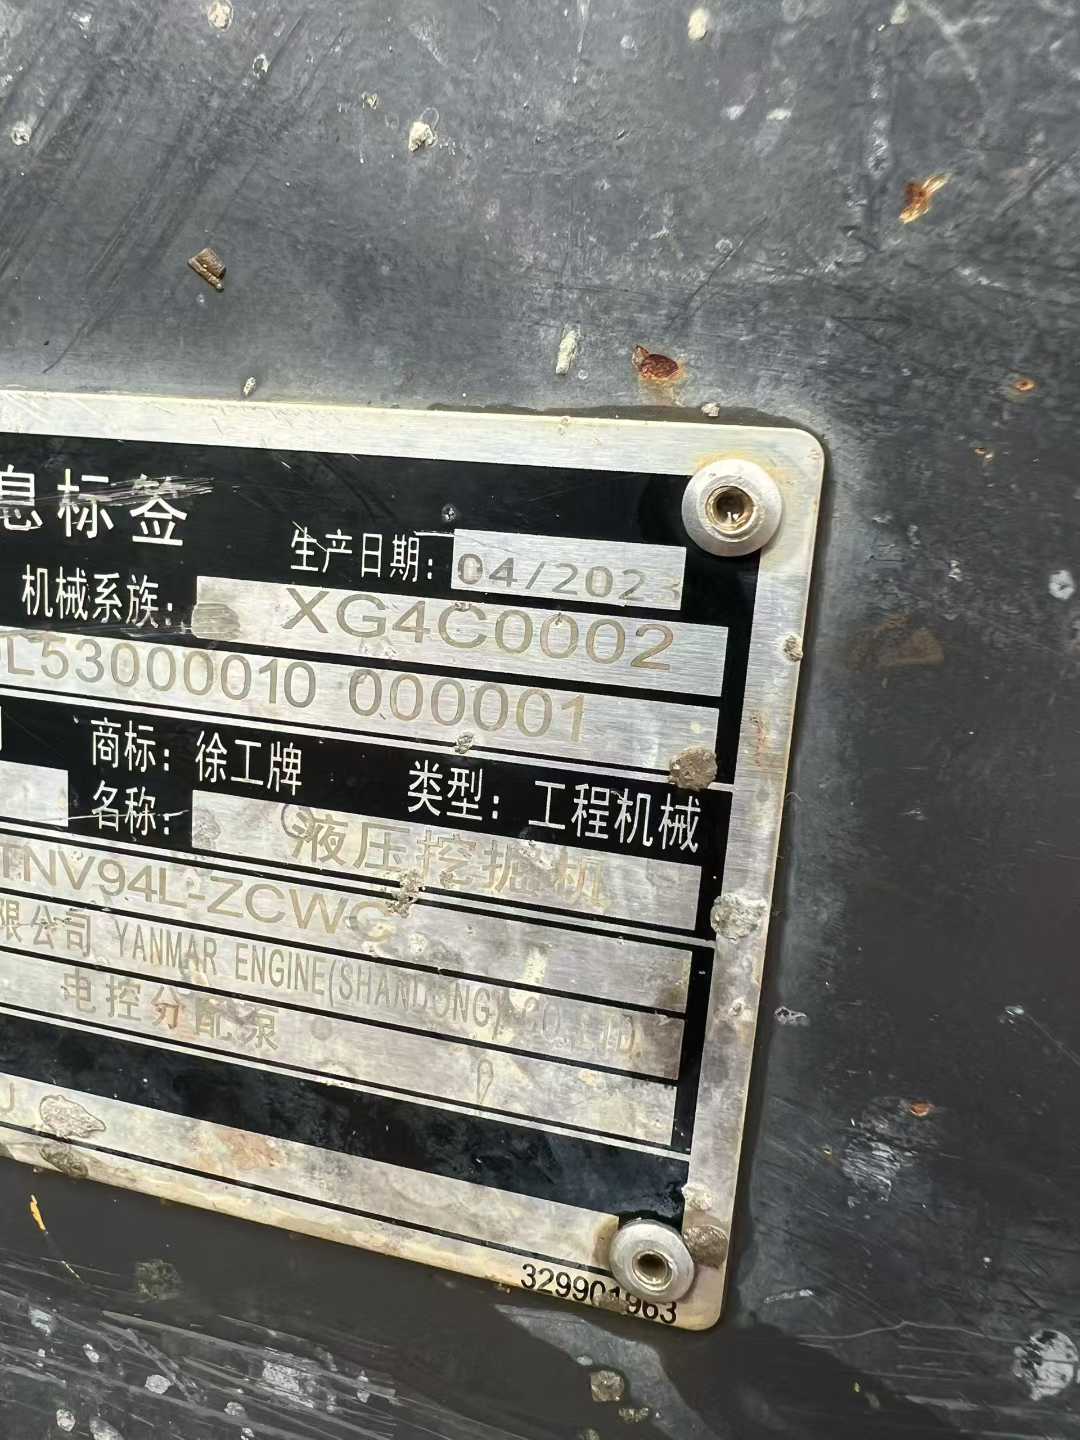 息标签
生产日期: 04/2023
机械系族: XG4C0002
L53000010 000001
商标: 徐工牌 类型: 工程机械
名称: 液压挖掘机
TNV94L-ZCWC
限公司 YANMAR ENGINE(SHANDONG) CO.,LTD.
电控分配泵
J
329901963